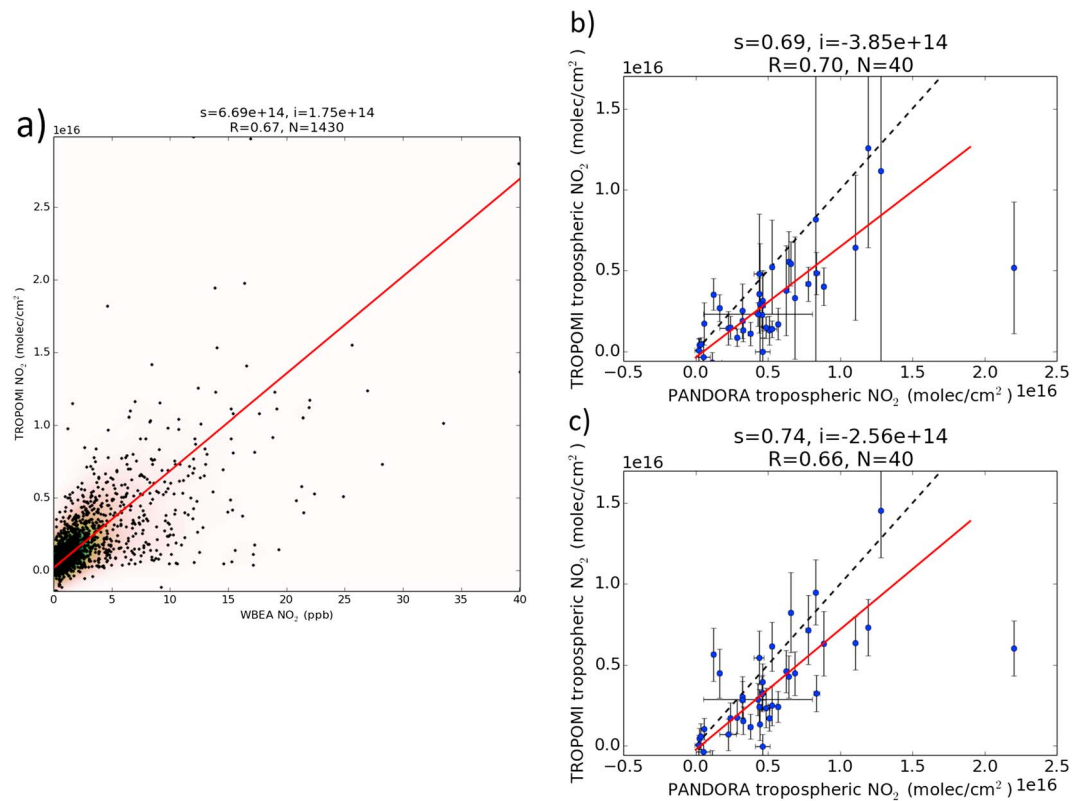 a)
s=6.69e+14, i=1.75e+14
R=0.67, N=1430
1e16
TROPOMI NO₂ (molec/cm²)
2.5
2.0
1.5
1.0
0.5
0.0
0 5 10 15 20 25 30 35 40
WBEA NO₂ (ppb)
b)
s=0.69, i=-3.85e+14
R=0.70, N=40
1e16
TROPOMI tropospheric NO₂ (molec/cm²)
1.5
1.0
0.5
0.0
−0.5 0.0 0.5 1.0 1.5 2.0 2.5
PANDORA tropospheric NO₂ (molec/cm²) 1e16
c)
s=0.74, i=-2.56e+14
R=0.66, N=40
1e16
TROPOMI tropospheric NO₂ (molec/cm²)
1.5
1.0
0.5
0.0
−0.5 0.0 0.5 1.0 1.5 2.0 2.5
PANDORA tropospheric NO₂ (molec/cm²) 1e16